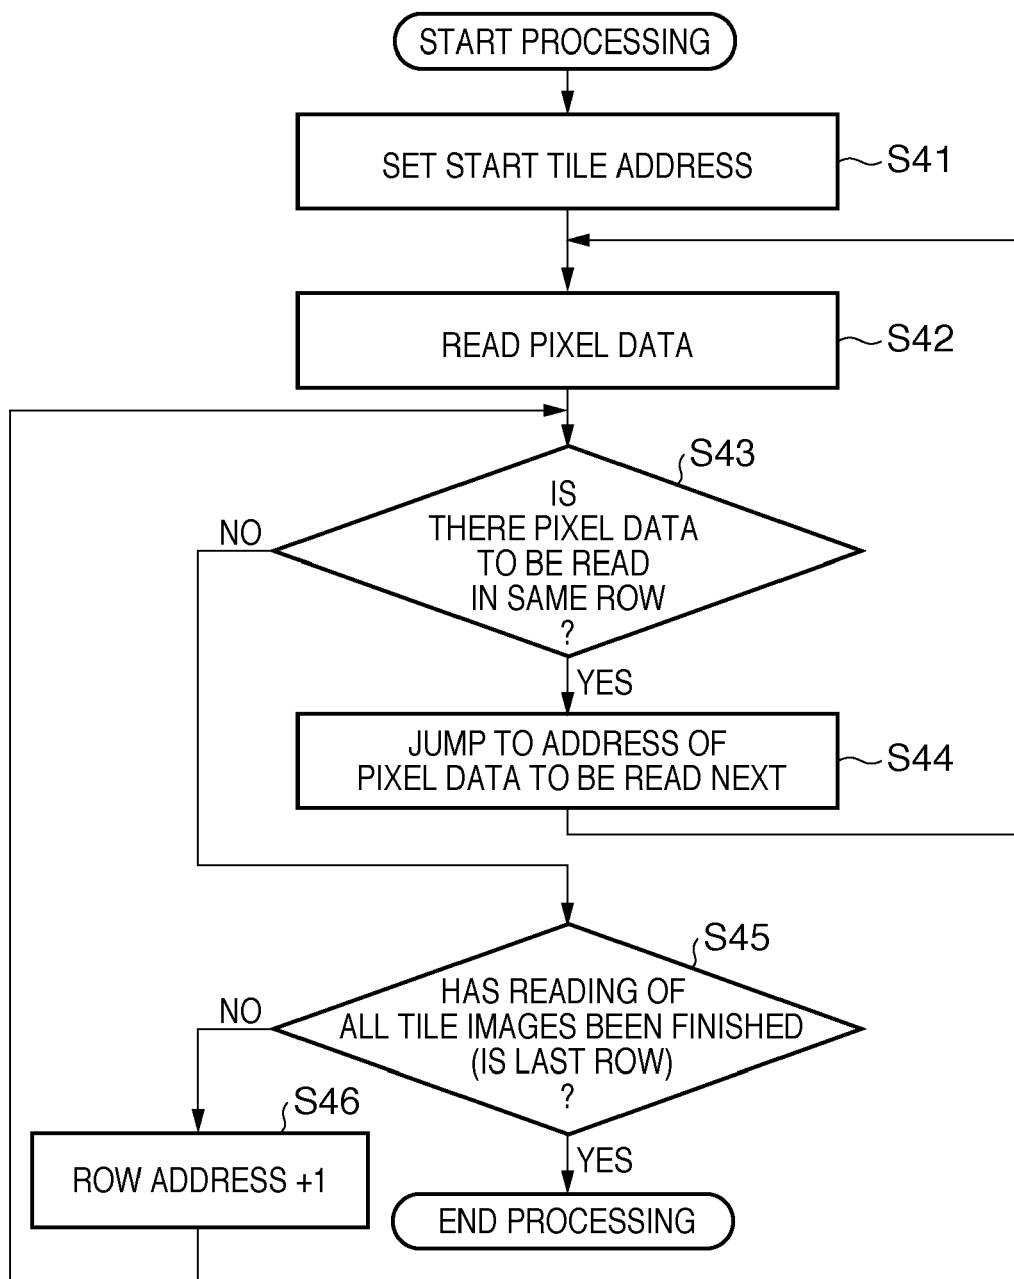 START PROCESSING
SET START TILE ADDRESS
S41
READ PIXEL DATA
S42
S43
IS
THERE PIXEL DATA
TO BE READ
IN SAME ROW
?
NO
YES
JUMP TO ADDRESS OF
PIXEL DATA TO BE READ NEXT
S44
S45
HAS READING OF
ALL TILE IMAGES BEEN FINISHED
(IS LAST ROW)
?
NO
YES
S46
ROW ADDRESS +1
END PROCESSING